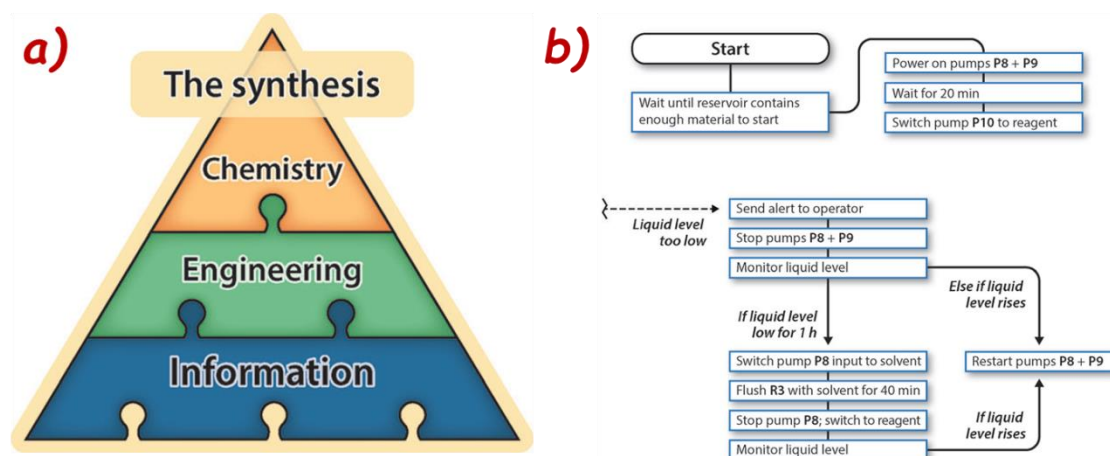 a)
The synthesis
Chemistry
Engineering
Information
b)
Start
Wait until reservoir contains
enough material to start
Power on pumps P8 + P9
Wait for 20 min
Switch pump P10 to reagent
Liquid level
too low
Send alert to operator
Stop pumps P8 + P9
Monitor liquid level
If liquid level
low for 1 h
Else if liquid
level rises
Switch pump P8 input to solvent
Flush R3 with solvent for 40 min
Stop pump P8; switch to reagent
Monitor liquid level
Restart pumps P8 + P9
If liquid
level rises